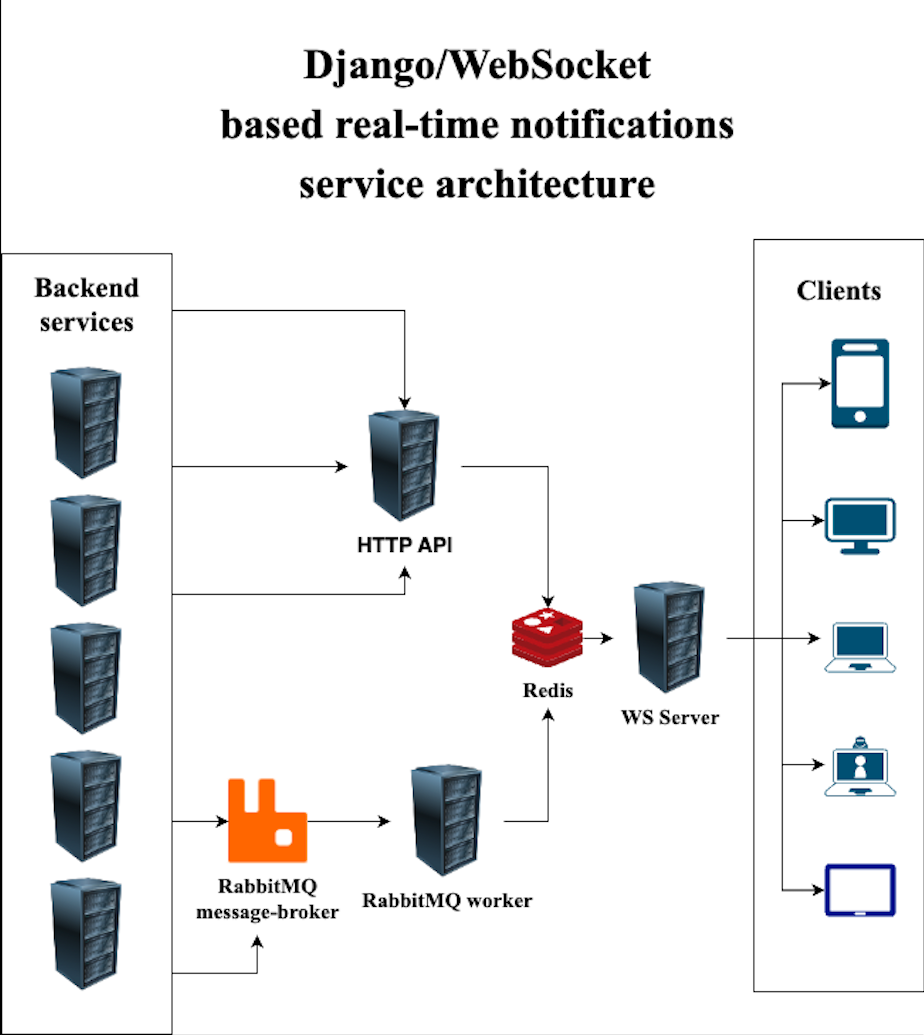 Django/WebSocket
based real-time notifications
service architecture
Backend
services
Clients
HTTP API
Redis
WS Server
RabbitMQ
message-broker
RabbitMQ worker